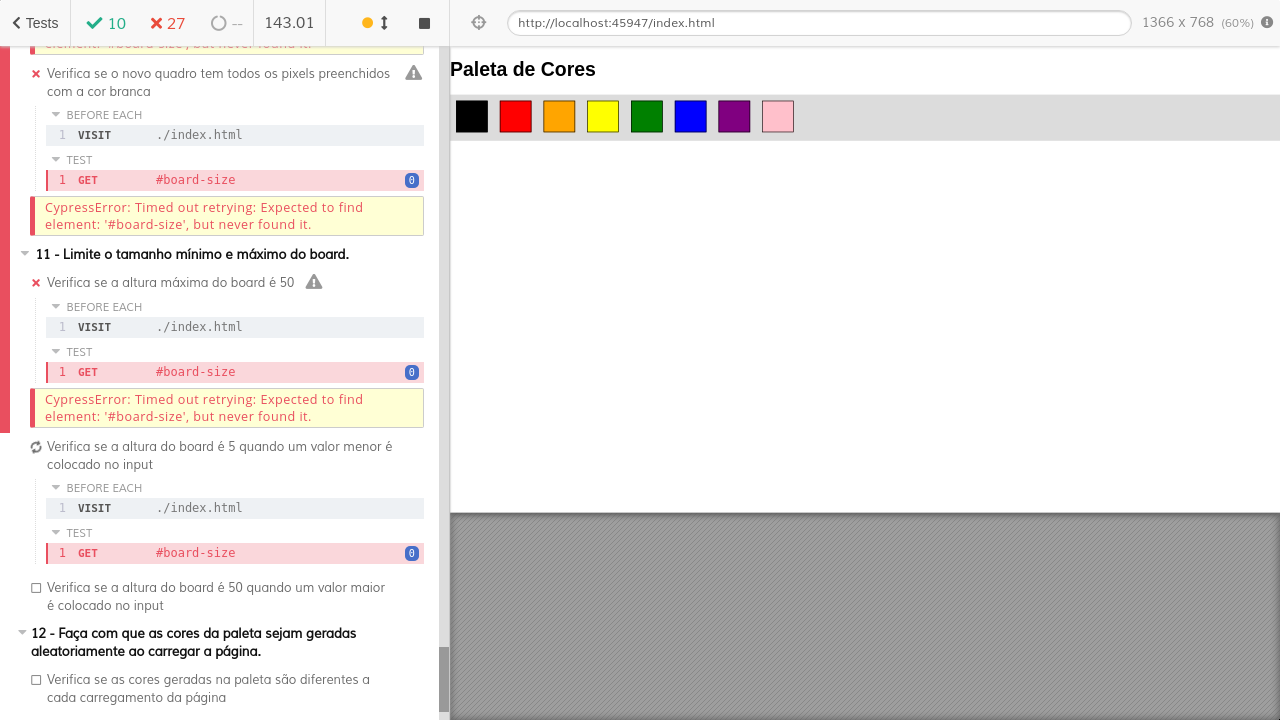 Tests
10
27
--
143.01
http://localhost:45947/index.html
1366 x 768 (60%)
element: '#board-size', but never found it.
Verifica se o novo quadro tem todos os pixels preenchidos
com a cor branca
BEFORE EACH
1 VISIT ./index.html
TEST
1 GET #board-size 0
CypressError: Timed out retrying: Expected to find
element: '#board-size', but never found it.
11 - Limite o tamanho mínimo e máximo do board.
Verifica se a altura máxima do board é 50
BEFORE EACH
1 VISIT ./index.html
TEST
1 GET #board-size 0
CypressError: Timed out retrying: Expected to find
element: '#board-size', but never found it.
Verifica se a altura do board é 5 quando um valor menor é
colocado no input
BEFORE EACH
1 VISIT ./index.html
TEST
1 GET #board-size 0
Verifica se a altura do board é 50 quando um valor maior
é colocado no input
12 - Faça com que as cores da paleta sejam geradas
aleatoriamente ao carregar a página.
Verifica se as cores geradas na paleta são diferentes a
cada carregamento da página
Paleta de Cores